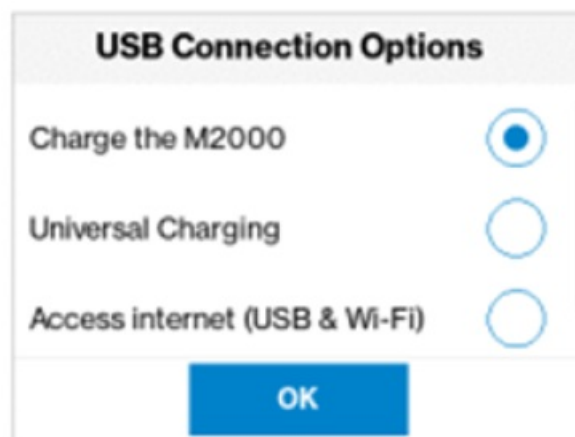 USB Connection Options
Charge the M2000
Universal Charging
Access internet (USB & Wi-Fi)
OK